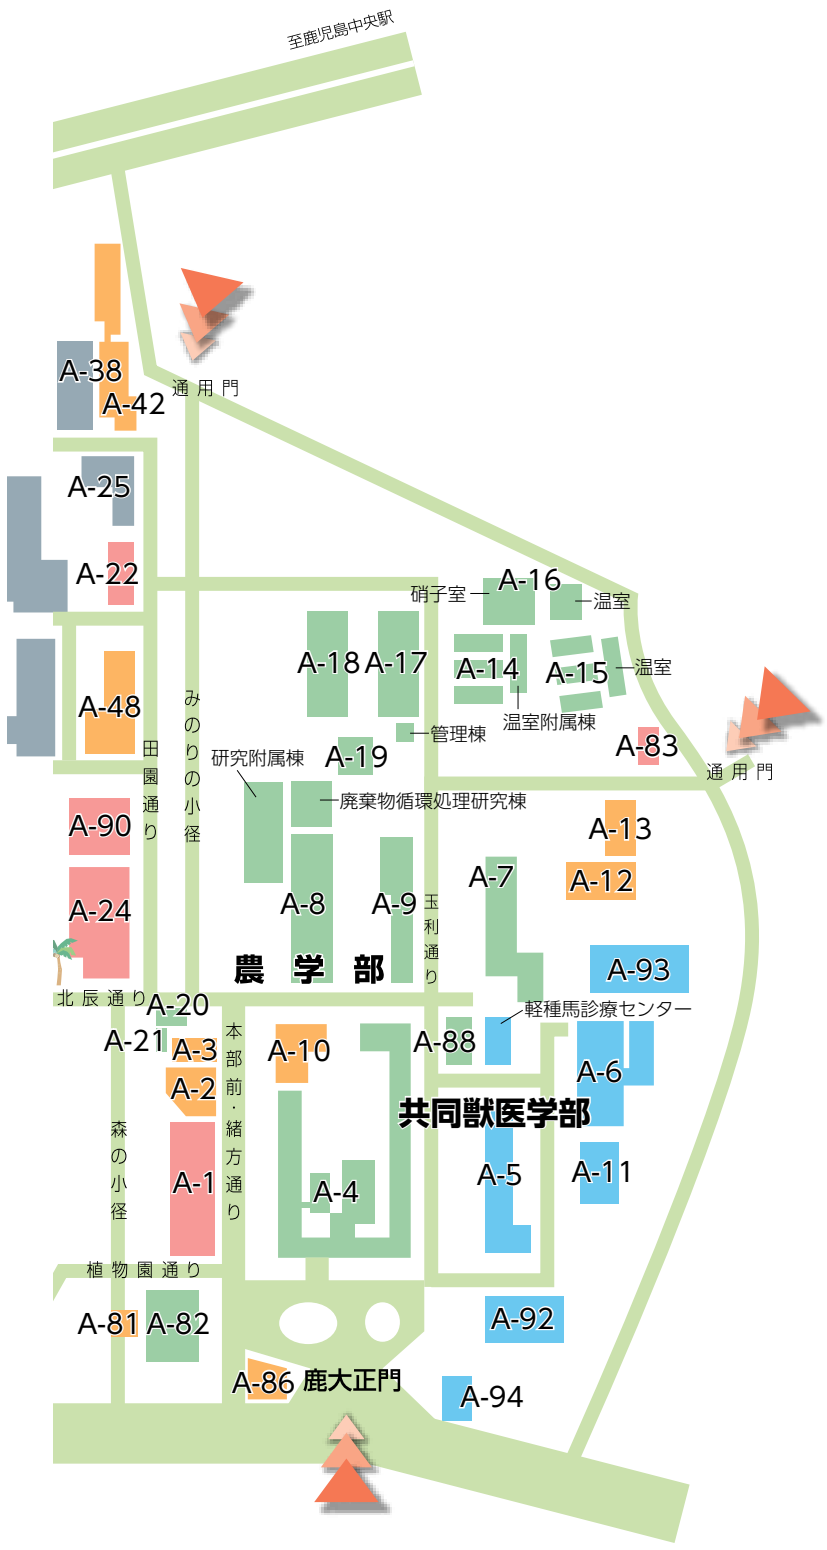 至鹿児島中央駅
A-38
通用門
A-42
A-25
A-22
A-16
硝子室
温室
A-18
A-17
A-14
A-15
温室
A-48
みのりの小径
温室附属棟
管理棟
A-83
田園通り
研究附属棟
A-19
通用門
廃棄物循環処理研究棟
A-90
A-13
A-7
A-12
A-24
A-8
A-9
玉利通り
農学部
A-93
北辰通り
A-20
軽種馬診療センター
A-21
A-3
本部前・緒方通り
A-10
A-88
A-2
A-6
共同獣医学部
森の小径
A-1
A-4
A-5
A-11
植物園通り
A-81
A-82
A-92
A-86
鹿大正門
A-94